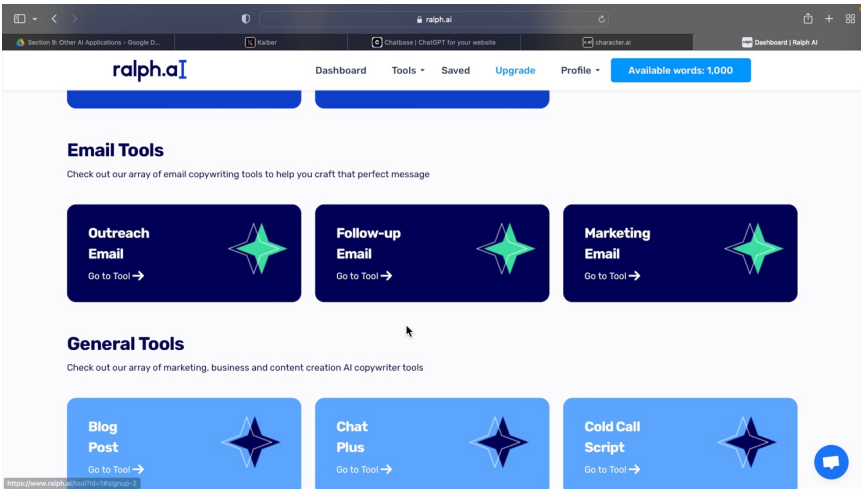 ralph.ai
Section 9: Other AI Applications - Google D...
Kaiber
Chatbase | ChatGPT for your website
character.ai
Dashboard | Ralph AI
ralph.aI
Dashboard
Tools
Saved
Upgrade
Profile
Available words: 1,000
Email Tools
Check out our array of email copywriting tools to help you craft that perfect message
Outreach
Email
Go to Tool
Follow-up
Email
Go to Tool
Marketing
Email
Go to Tool
General Tools
Check out our array of marketing, business and content creation AI copywriter tools
Blog
Post
Go to Tool
Chat
Plus
Go to Tool
Cold Call
Script
Go to Tool
https://www.ralph.ai/tool?id=1#signup-2